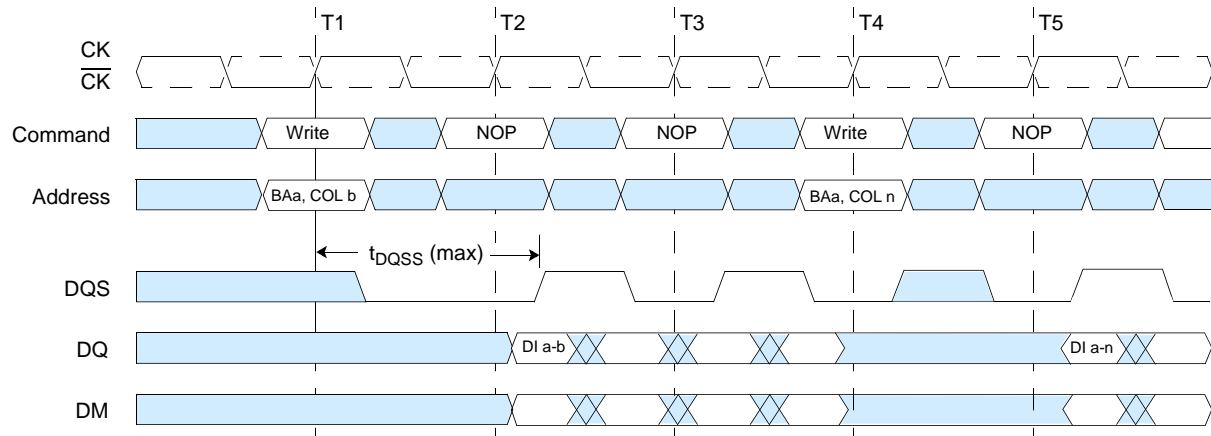 T1 T2 T3 T4 T5
CK
CK
Command Write NOP NOP Write NOP
Address BAa, COL b BAa, COL n
tDQSS (max)
DQS
DQ DI a-b DI a-n
DM